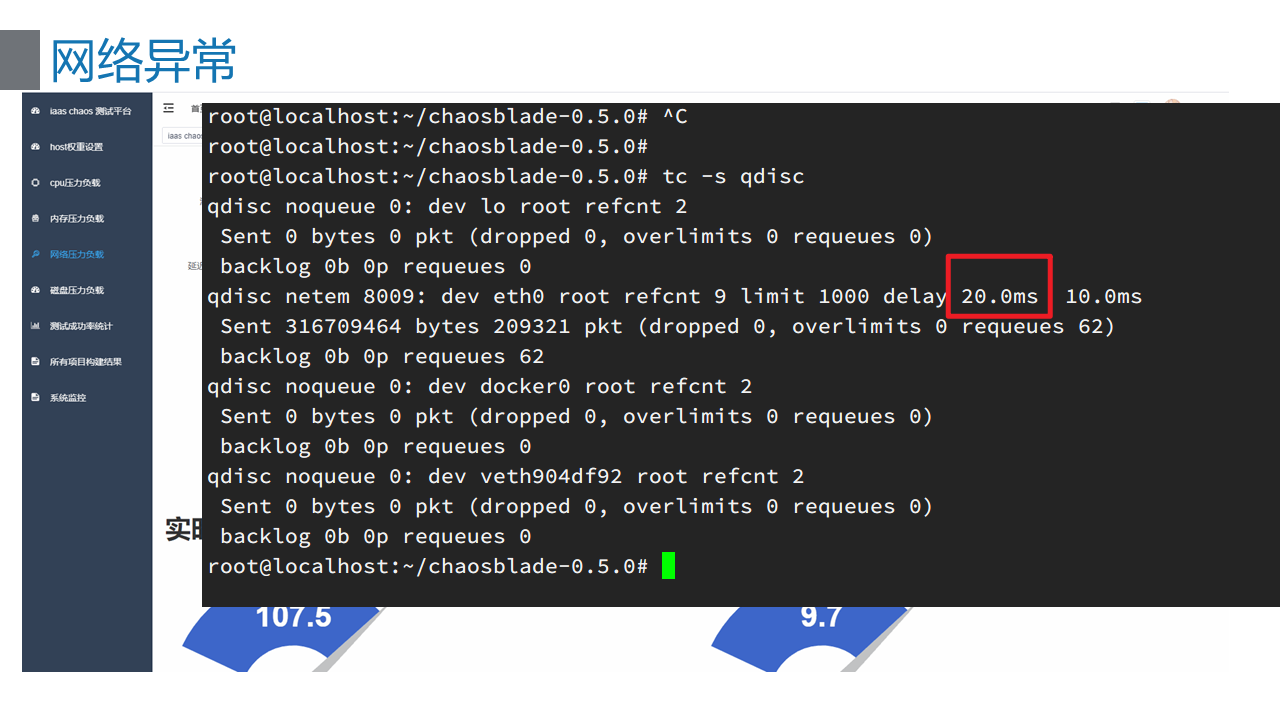 网络异常
iaas chaos 测试平台
host权重设置
cpu压力负载
内存压力负载
网络压力负载
磁盘压力负载
测试成功率统计
所有项目构建结果
系统监控
iaas chaos
延迟
root@localhost:~/chaosblade-0.5.0# ^C
root@localhost:~/chaosblade-0.5.0#
root@localhost:~/chaosblade-0.5.0# tc -s qdisc
qdisc noqueue 0: dev lo root refcnt 2
Sent 0 bytes 0 pkt (dropped 0, overlimits 0 requeues 0)
backlog 0b 0p requeues 0
qdisc netem 8009: dev eth0 root refcnt 9 limit 1000 delay 20.0ms 10.0ms
Sent 316709464 bytes 209321 pkt (dropped 0, overlimits 0 requeues 62)
backlog 0b 0p requeues 62
qdisc noqueue 0: dev docker0 root refcnt 2
Sent 0 bytes 0 pkt (dropped 0, overlimits 0 requeues 0)
backlog 0b 0p requeues 0
qdisc noqueue 0: dev veth904df92 root refcnt 2
Sent 0 bytes 0 pkt (dropped 0, overlimits 0 requeues 0)
backlog 0b 0p requeues 0
root@localhost:~/chaosblade-0.5.0#
实时
107.5
9.7